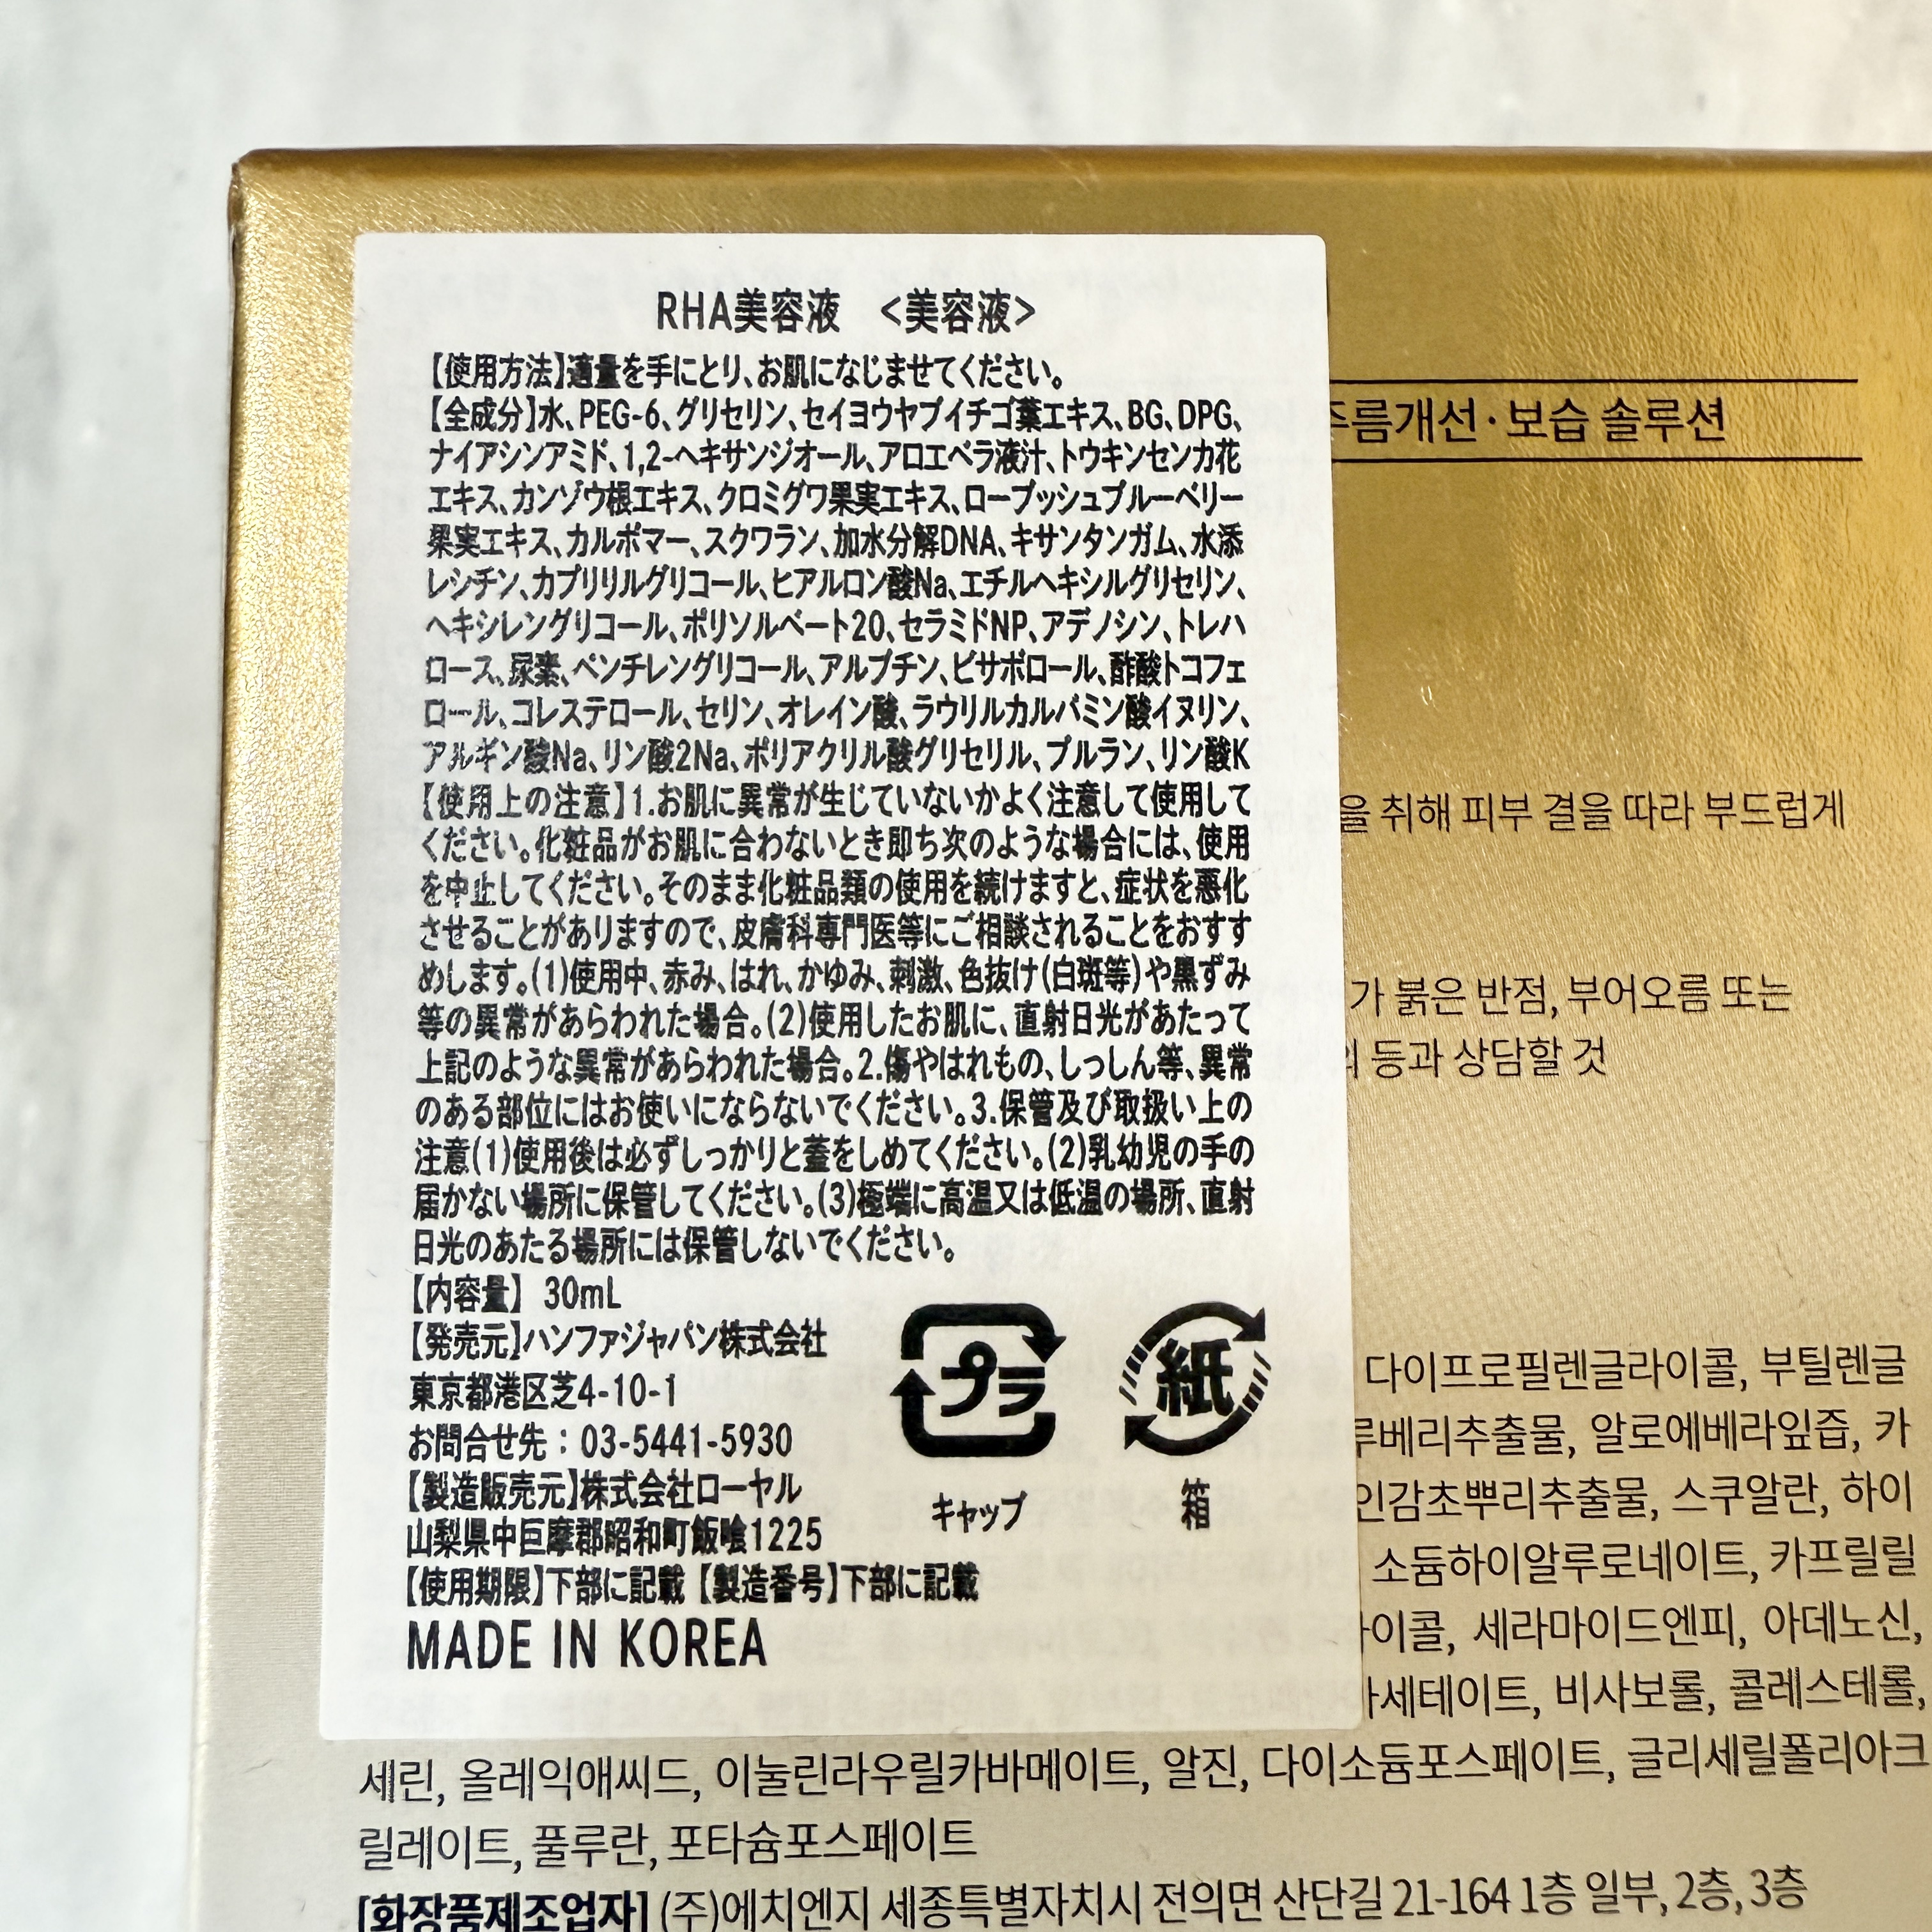 RHA美容液　<美容液>
【使用方法】適量を手にとり、お肌になじませてください。
【全成分】水、PEG-6、グリセリン、セイヨウヤブイチゴ葉エキス、BG、DPG、
ナイアシンアミド、1,2-ヘキサンジオール、アロエベラ液汁、トウキンセンカ花
エキス、カンゾウ根エキス、クロミグワ果実エキス、ローブッシュブルーベリー
果実エキス、カルボマー、スクワラン、加水分解DNA、キサンタンガム、水添
レシチン、カプリリルグリコール、ヒアルロン酸Na、エチルヘキシルグリセリン、
ヘキシレングリコール、ポリソルベート20、セラミドNP、アデノシン、トレハ
ロース、尿素、ペンチレングリコール、アルブチン、ビサボロール、酢酸トコフェ
ロール、コレステロール、セリン、オレイン酸、ラウリルカルバミン酸イヌリン、
アルギン酸Na、リン酸2Na、ポリアクリル酸グリセリル、プルラン、リン酸K
【使用上の注意】1.お肌に異常が生じていないかよく注意して使用して
ください。化粧品がお肌に合わないとき即ち次のような場合には、使用
を中止してください。そのまま化粧品類の使用を続けますと、症状を悪化
させることがありますので、皮膚科専門医等にご相談されることをおすす
めします。(1)使用中、赤み、はれ、かゆみ、刺激、色抜け(白斑等)や黒ずみ
等の異常があらわれた場合。(2)使用したお肌に、直射日光があたって
上記のような異常があらわれた場合。2.傷やはれもの、しっしん等、異常
のある部位にはお使いにならないでください。3.保管及び取扱い上の
注意(1)使用後は必ずしっかりと蓋をしめてください。(2)乳幼児の手の
届かない場所に保管してください。(3)極端に高温又は低温の場所、直射
日光のあたる場所には保管しないでください。
【内容量】 30mL
【発売元】ハンファジャパン株式会社
東京都港区芝4-10-1
お問合せ先：03-5441-5930
【製造販売元】株式会社ローヤル
山梨県中巨摩郡昭和町飯喰1225
【使用期限】下部に記載【製造番号】下部に記載
MADE IN KOREA
プラ
キャップ
紙
箱
주름개선·보습 솔루션
을 취해 피부 결을 따라 부드럽게
가 붉은 반점, 부어오름 또는
등과 상담할 것
다이프로필렌글라이콜, 부틸렌글
루베리추출물, 알로에베라잎즙, 카
인감초뿌리추출물, 스쿠알란, 하이
소듐하이알루로네이트, 카프릴릴
이콜, 세라마이드엔피, 아데노신,
아세테이트, 비사보롤, 콜레스테롤,
세린, 올레익애씨드, 이눌린라우릴카바메이트, 알진, 다이소듐포스페이트, 글리세릴폴리아크
릴레이트, 풀루란, 포타슘포스페이트
[화장품제조업자] (주)에치엔지 세종특별자치시 전의면 산단길 21-164 1층 일부, 2층, 3층